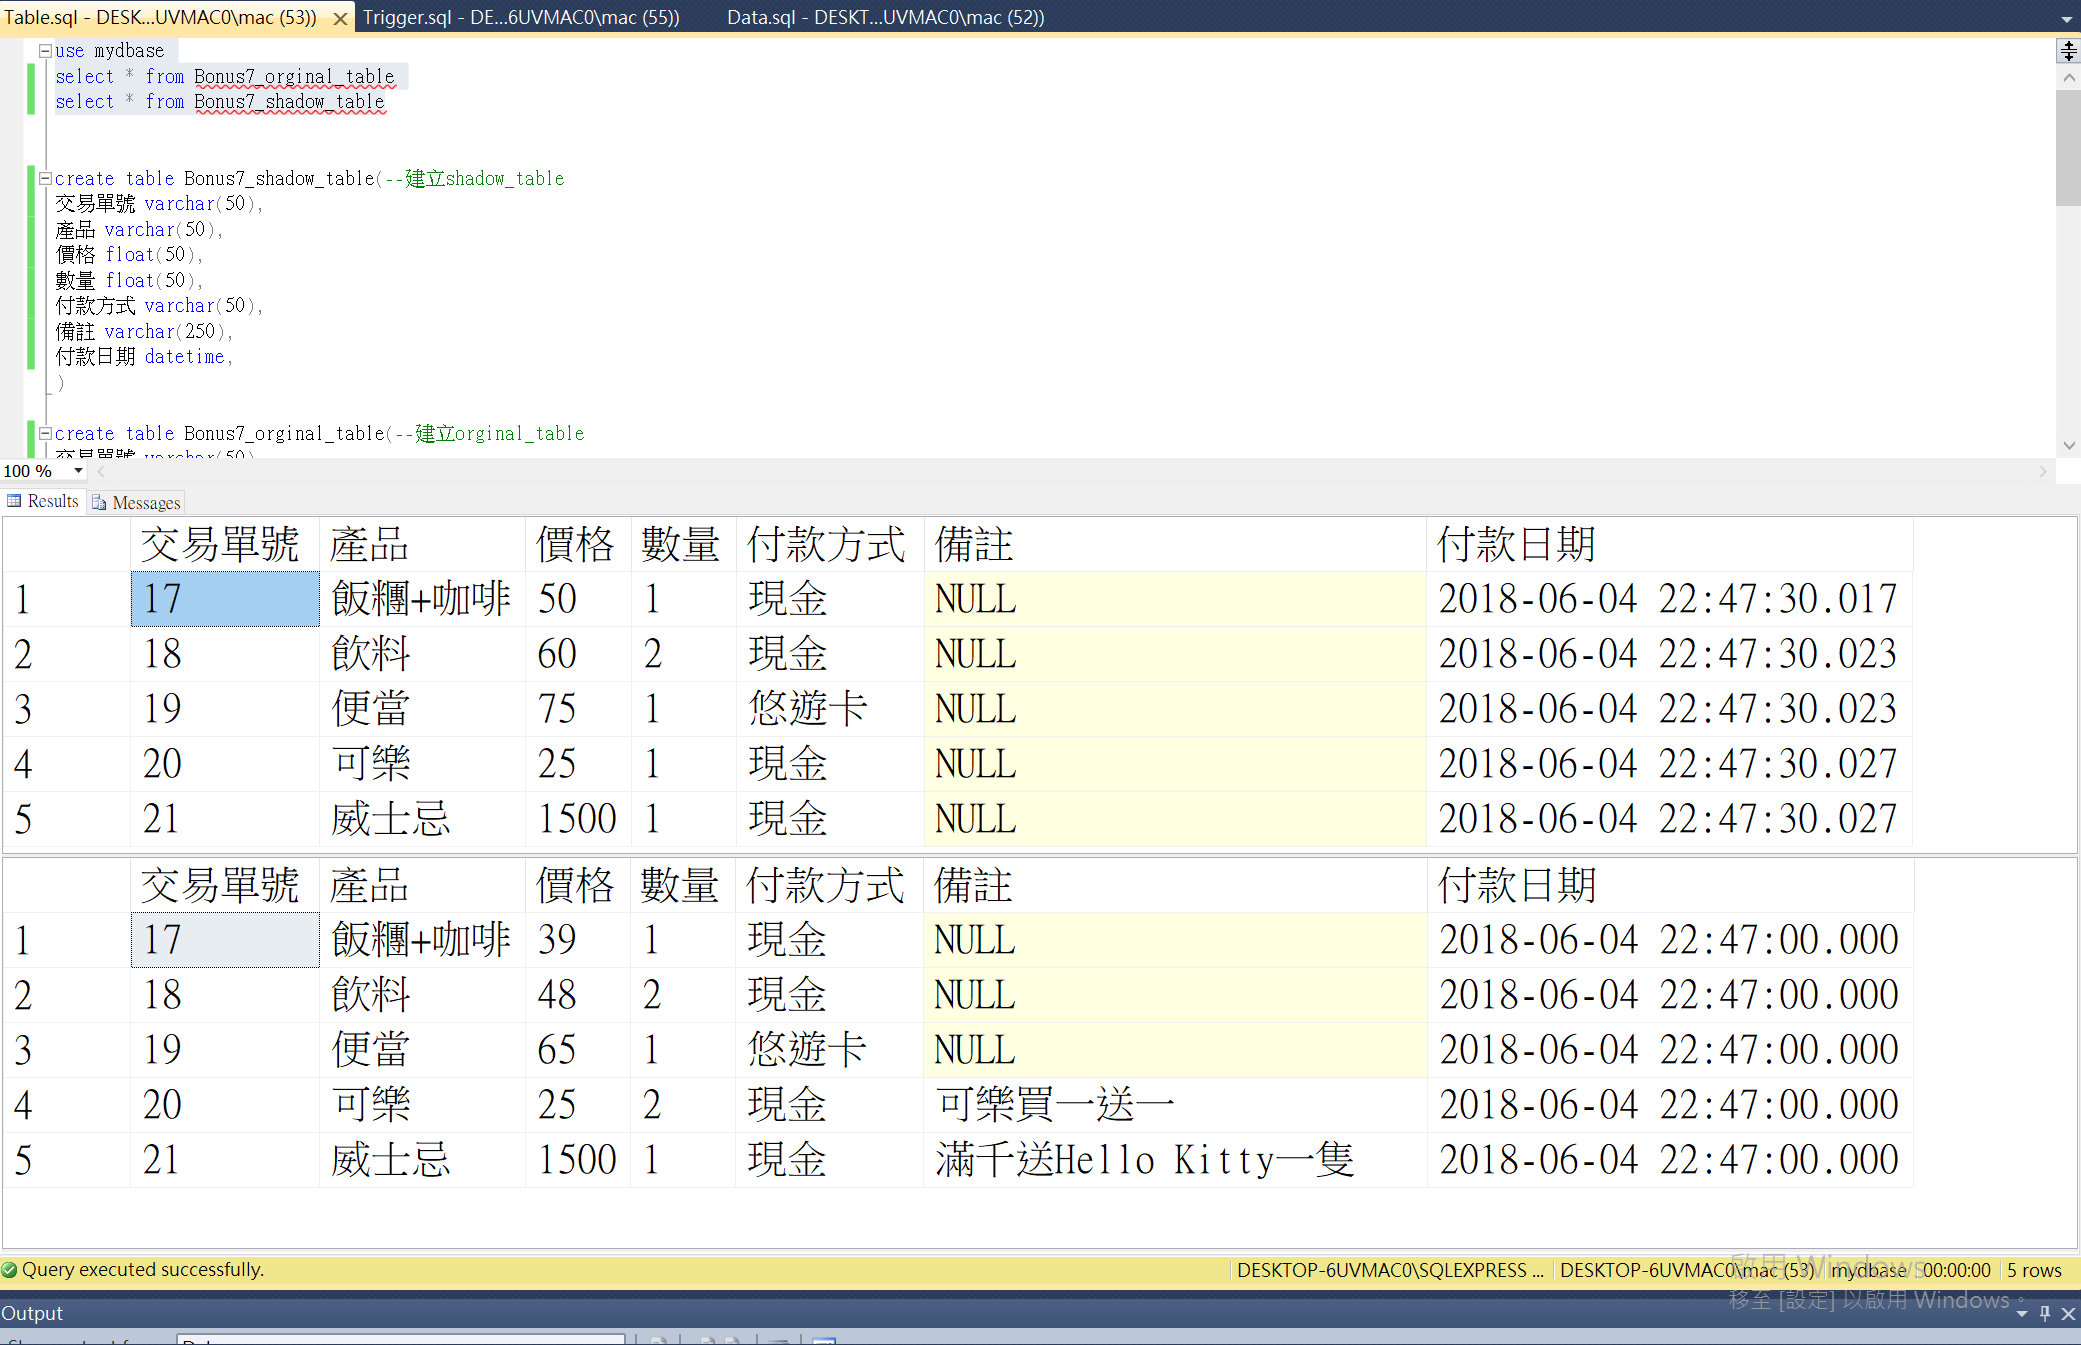 Table.sql - DESK...UVMAC0\mac (53))
Trigger.sql - DE...6UVMAC0\mac (55))
Data.sql - DESKT...UVMAC0\mac (52))
use mydbase
select * from Bonus7_orginal_table
select * from Bonus7_shadow_table
create table Bonus7_shadow_table(--建立shadow_table
交易單號 varchar(50),
產品 varchar(50),
價格 float(50),
數量 float(50),
付款方式 varchar(50),
備註 varchar(250),
付款日期 datetime,
)
create table Bonus7_orginal_table(--建立orginal_table
交易單號 varchar(50)
100 %
Results Messages
交易單號 產品 價格 數量 付款方式 備註 付款日期
1 17 飯糰+咖啡 50 1 現金 NULL 2018-06-04 22:47:30.017
2 18 飲料 60 2 現金 NULL 2018-06-04 22:47:30.023
3 19 便當 75 1 悠遊卡 NULL 2018-06-04 22:47:30.023
4 20 可樂 25 1 現金 NULL 2018-06-04 22:47:30.027
5 21 威士忌 1500 1 現金 NULL 2018-06-04 22:47:30.027
交易單號 產品 價格 數量 付款方式 備註 付款日期
1 17 飯糰+咖啡 39 1 現金 NULL 2018-06-04 22:47:00.000
2 18 飲料 48 2 現金 NULL 2018-06-04 22:47:00.000
3 19 便當 65 1 悠遊卡 NULL 2018-06-04 22:47:00.000
4 20 可樂 25 2 現金 可樂買一送一 2018-06-04 22:47:00.000
5 21 威士忌 1500 1 現金 滿千送Hello Kitty一隻 2018-06-04 22:47:00.000
Query executed successfully.
DESKTOP-6UVMAC0\SQLEXPRESS ...
DESKTOP-6UVMAC0\mac (53)
mydbase
00:00:00
5 rows
啟用 Windows
移至 [設定] 以啟用 Windows。
Output